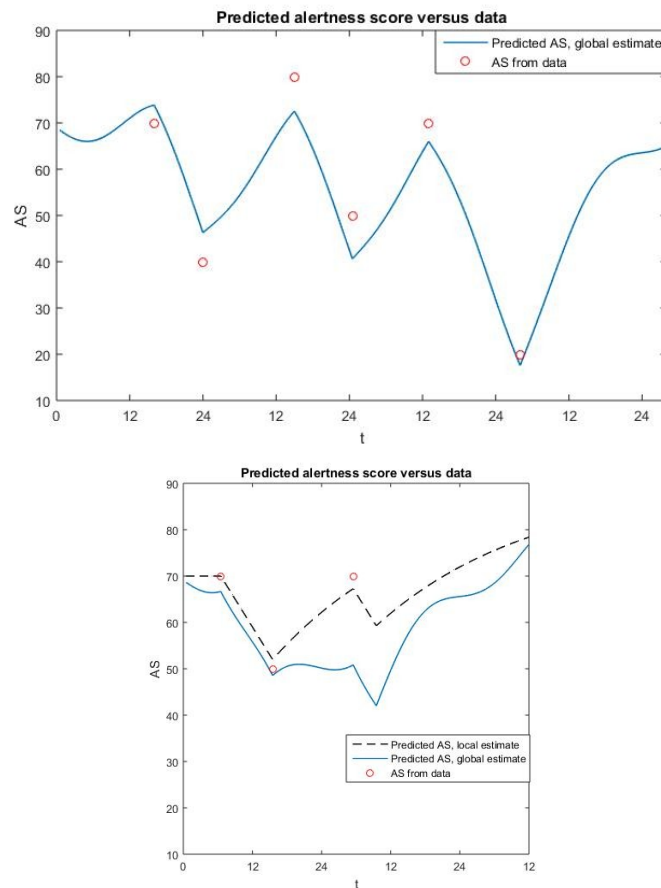 Predicted alertness score versus data
Predicted AS, global estimate
AS from data
90
80
70
60
50
40
30
20
10
AS
0 12 24 12 24 12 24 12 24
t
Predicted alertness score versus data
90
80
70
60
50
40
30
20
10
AS
Predicted AS, local estimate
Predicted AS, global estimate
AS from data
0 12 24 12 24 12
t